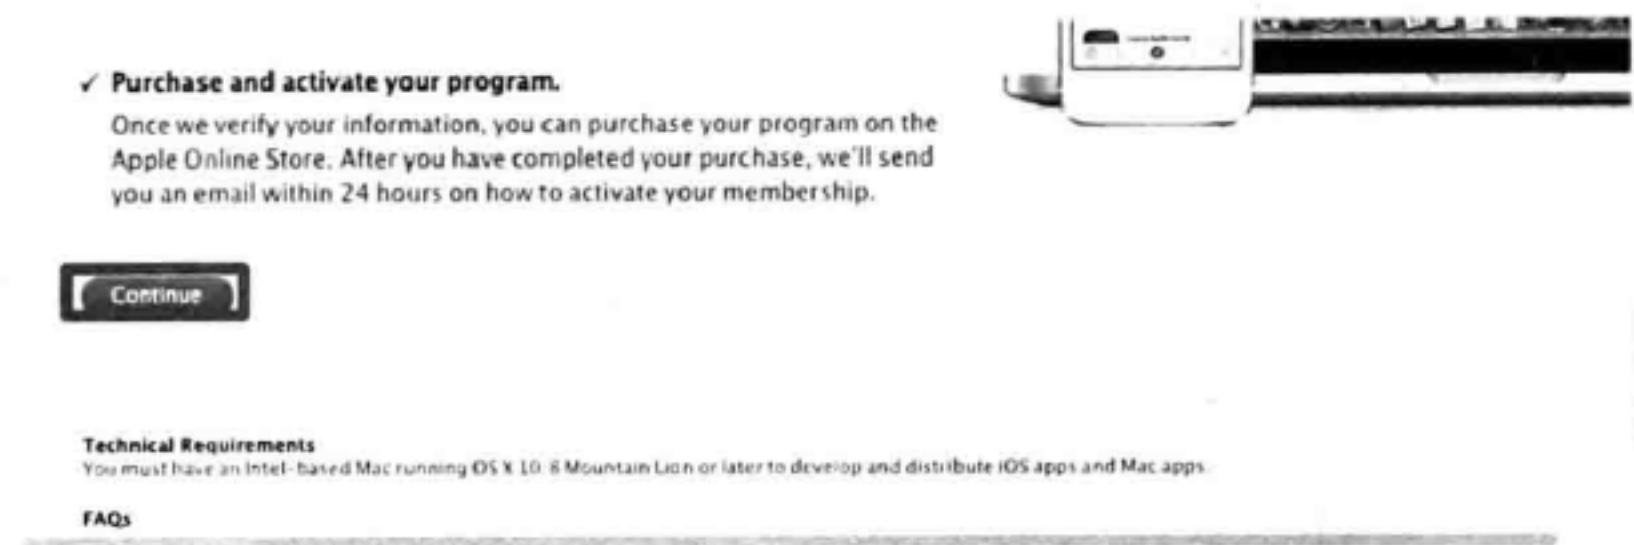 ✓ Purchase and activate your program.
Once we verify your information, you can purchase your program on the
Apple Online Store. After you have completed your purchase, we'll send
you an email within 24 hours on how to activate your membership.
Continue
Technical Requirements
You must have an Intel-based Mac running OS X 10.8 Mountain Lion or later to develop and distribute iOS apps and Mac apps.
FAQs